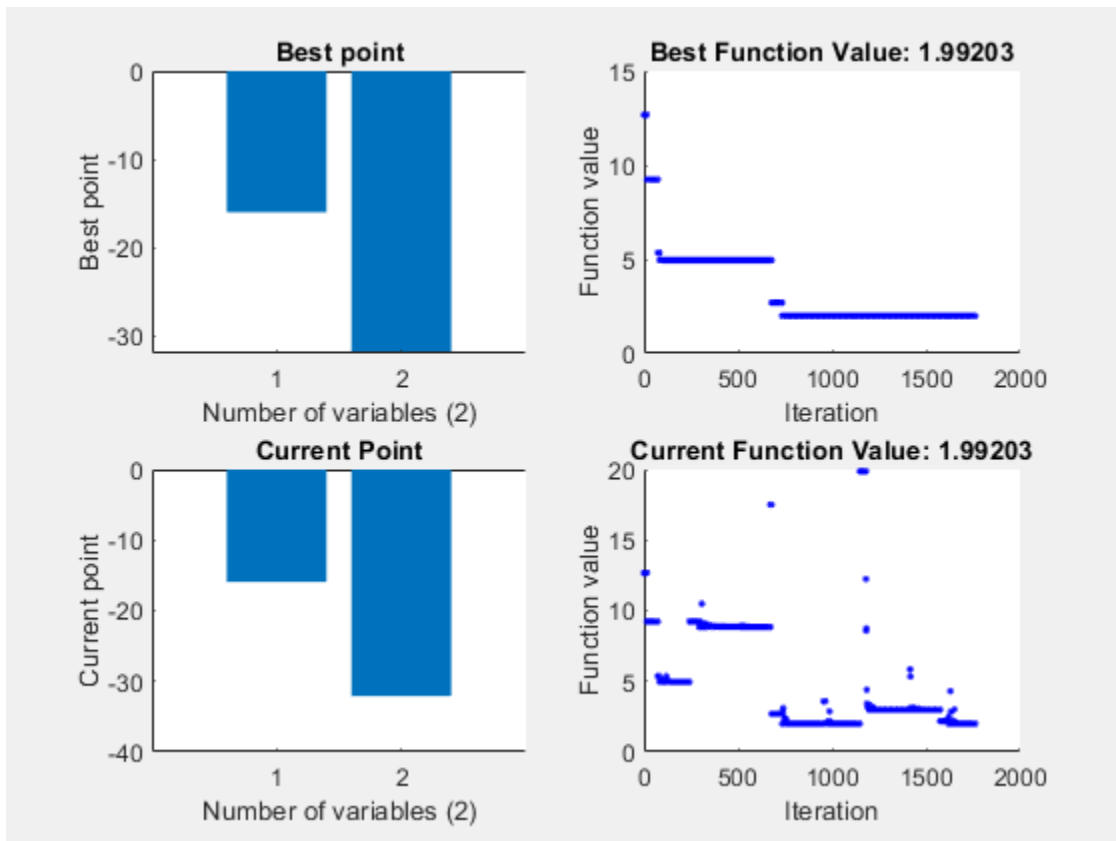 Best point
0
-10
-20
-30
Best point
1
2
Number of variables (2)
Best Function Value: 1.99203
15
10
5
0
Function value
0
500
1000
1500
2000
Iteration
Current Point
0
-10
-20
-30
-40
Current point
1
2
Number of variables (2)
Current Function Value: 1.99203
20
15
10
5
0
Function value
0
500
1000
1500
2000
Iteration